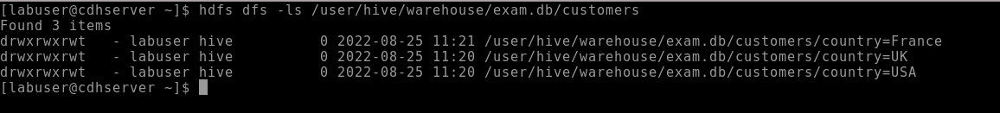 [labuser@cdhserver ~]$ hdfs dfs -ls /user/hive/warehouse/exam.db/customers
Found 3 items
drwxrwxrwt   - labuser hive          0 2022-08-25 11:21 /user/hive/warehouse/exam.db/customers/country=France
drwxrwxrwt   - labuser hive          0 2022-08-25 11:20 /user/hive/warehouse/exam.db/customers/country=UK
drwxrwxrwt   - labuser hive          0 2022-08-25 11:20 /user/hive/warehouse/exam.db/customers/country=USA
[labuser@cdhserver ~]$